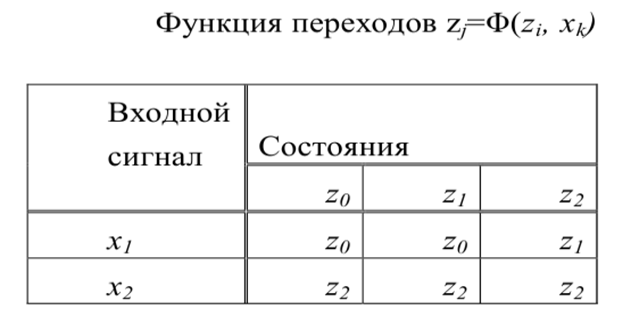 Функция переходов zj=Φ(zi, xk)
Входной
сигнал
Состояния
z0 z1 z2
x1 z0 z0 z1
x2 z2 z2 z2